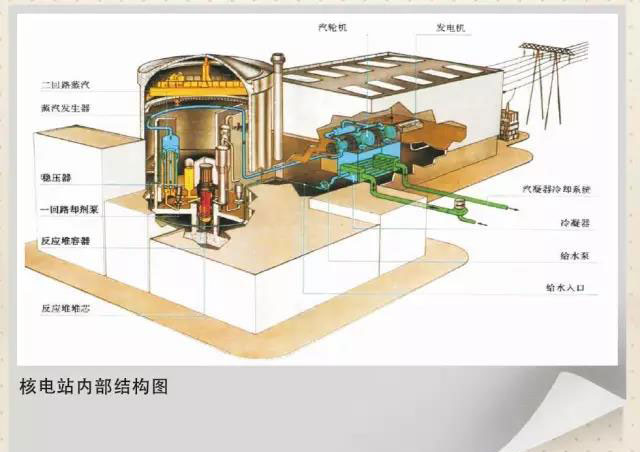 汽轮机
发电机
二回路蒸汽
蒸汽发生器
稳压器
一回路却剂泵
反应堆容器
反应堆堆芯
汽凝器冷却系统
冷凝器
给水泵
给水入口
核电站内部结构图